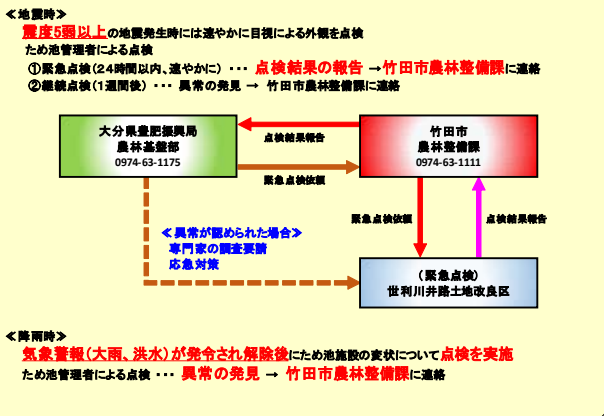 ≪地震時≫
震度5弱以上の地震発生時には速やかに目視による外観を点検
ため池管理者による点検
①緊急点検(24時間以内、速やかに) ・・・ 点検結果の報告 →竹田市農林整備課に連絡
②継続点検(1週間後) ・・・ 異常の発見 → 竹田市農林整備課に連絡
大分県豊肥振興局
農林基盤部
0974-63-1175
点検結果報告
緊急点検依頼
竹田市
農林整備課
0974-63-1111
緊急点検依頼
点検結果報告
≪異常が認められた場合≫
専門家の調査要請
応急対策
(緊急点検)
世利川井路土地改良区
≪降雨時≫
気象警報(大雨、洪水)が発令され解除後にため池施設の変状について点検を実施
ため池管理者による点検 ・・・ 異常の発見 → 竹田市農林整備課に連絡